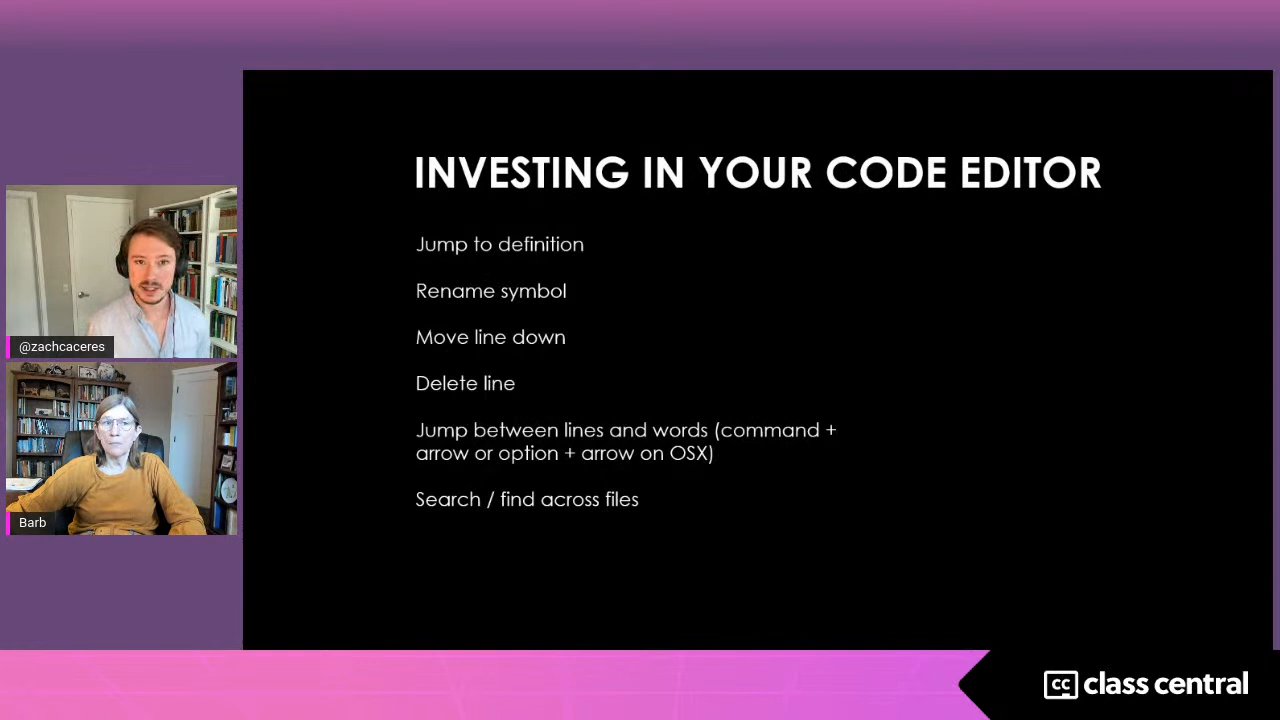 INVESTING IN YOUR CODE EDITOR
Jump to definition
Rename symbol
Move line down
Delete line
Jump between lines and words (command +
arrow or option + arrow on OSX)
Search / find across files
@zachcaceres
Barb
cc class central